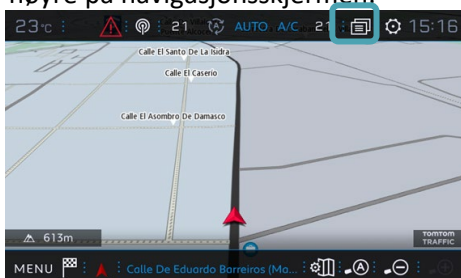 høyre på navigasjonsskjermen.
23°C 21 AUTO A/C 21 15:16
Calle El Santo De La Isidra
Calle El Caserio
Calle El Asombro De Damasco
613m
TOMTOM
TRAFFIC
MENU Calle De Eduardo Barreiros (Ma...